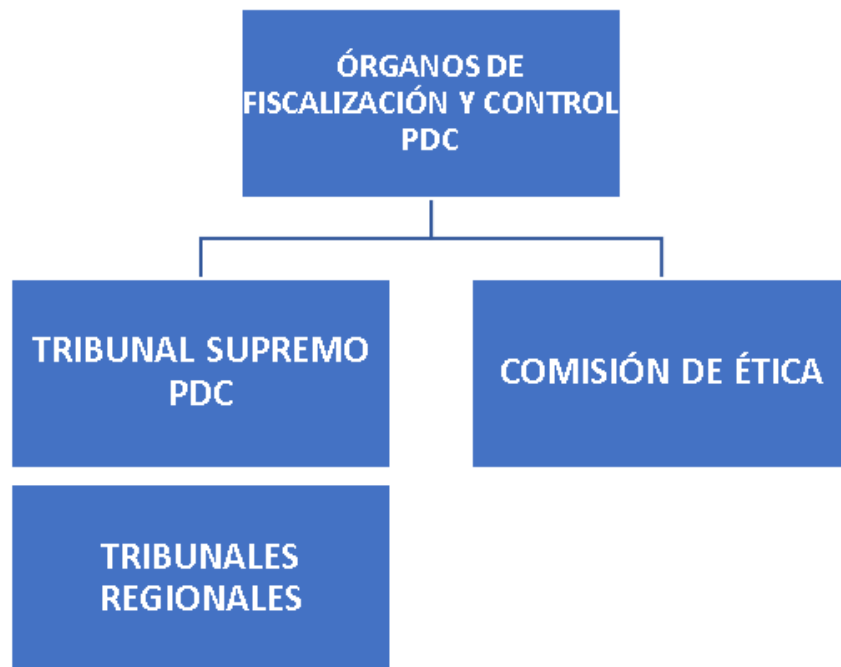 ÓRGANOS DE
FISCALIZACIÓN Y CONTROL
PDC
TRIBUNAL SUPREMO
PDC
COMISIÓN DE ÉTICA
TRIBUNALES
REGIONALES